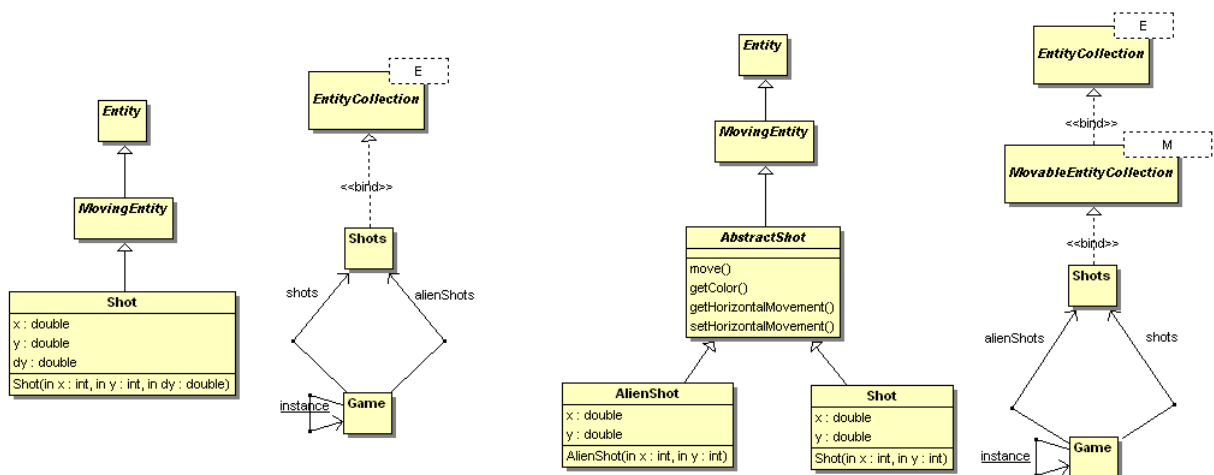 Entity
MovingEntity
Shot
x : double
y : double
dy : double
Shot(in x : int, in y : int, in dy : double)
E
EntityCollection
<<bind>>
Shots
shots
alienShots
instance
Game
Entity
MovingEntity
AbstractShot
move()
getColor()
getHorizontalMovement()
setHorizontalMovement()
AlienShot
x : double
y : double
AlienShot(in x : int, in y : int)
Shot
x : double
y : double
Shot(in x : int, in y : int)
E
EntityCollection
<<bind>>
M
MovableEntityCollection
<<bind>>
Shots
alienShots
shots
instance
Game